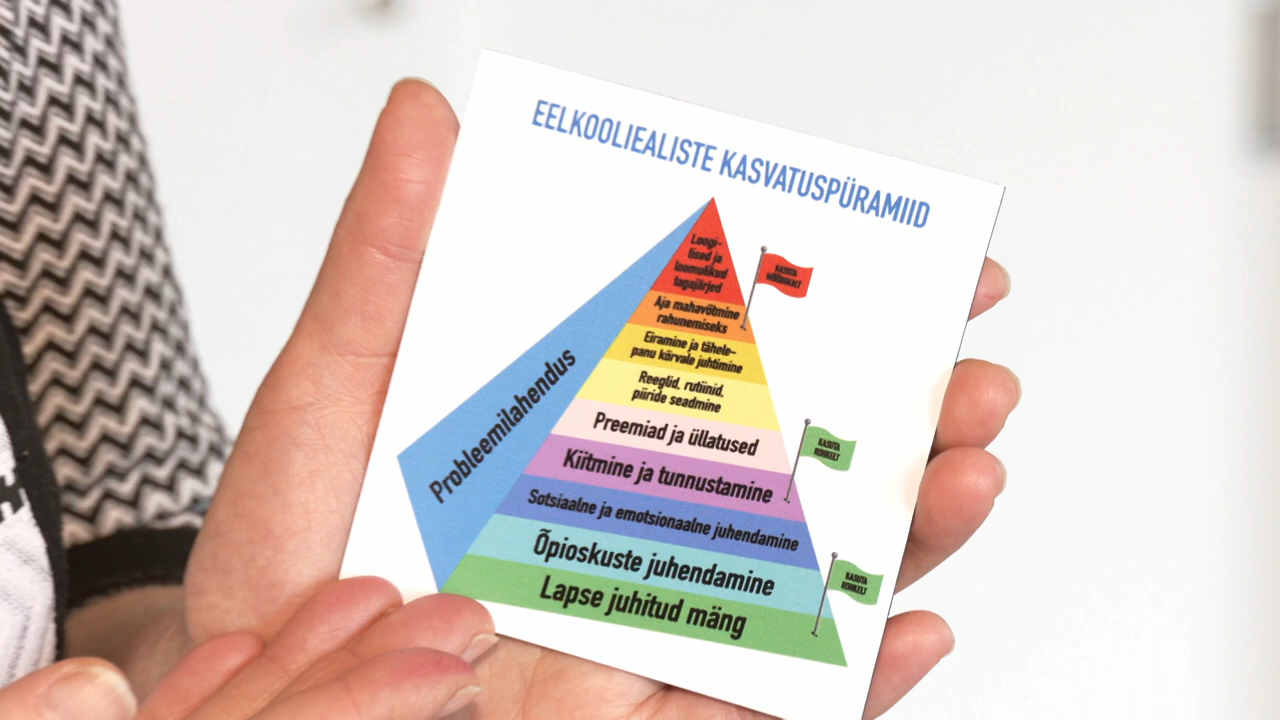 EELKOOLIEALISTE KASVATUSPÜRAMIID
Loogi-
lised ja
loomulikud
tagajärjed
KASUTA
MÕÕDUKALT
Aja mahavõtmine
rahunemiseks
Eiramine ja tähele-
panu kõrvale juhtimine
Reeglid, rutiinid,
piiride seadmine
Preemiad ja üllatused
KASUTA
ROHKELT
Kiitmine ja tunnustamine
Sotsiaalne ja emotsionaalne juhendamine
Õpioskuste juhendamine
KASUTA
ROHKELT
Lapse juhitud mäng
Probleemilahendus